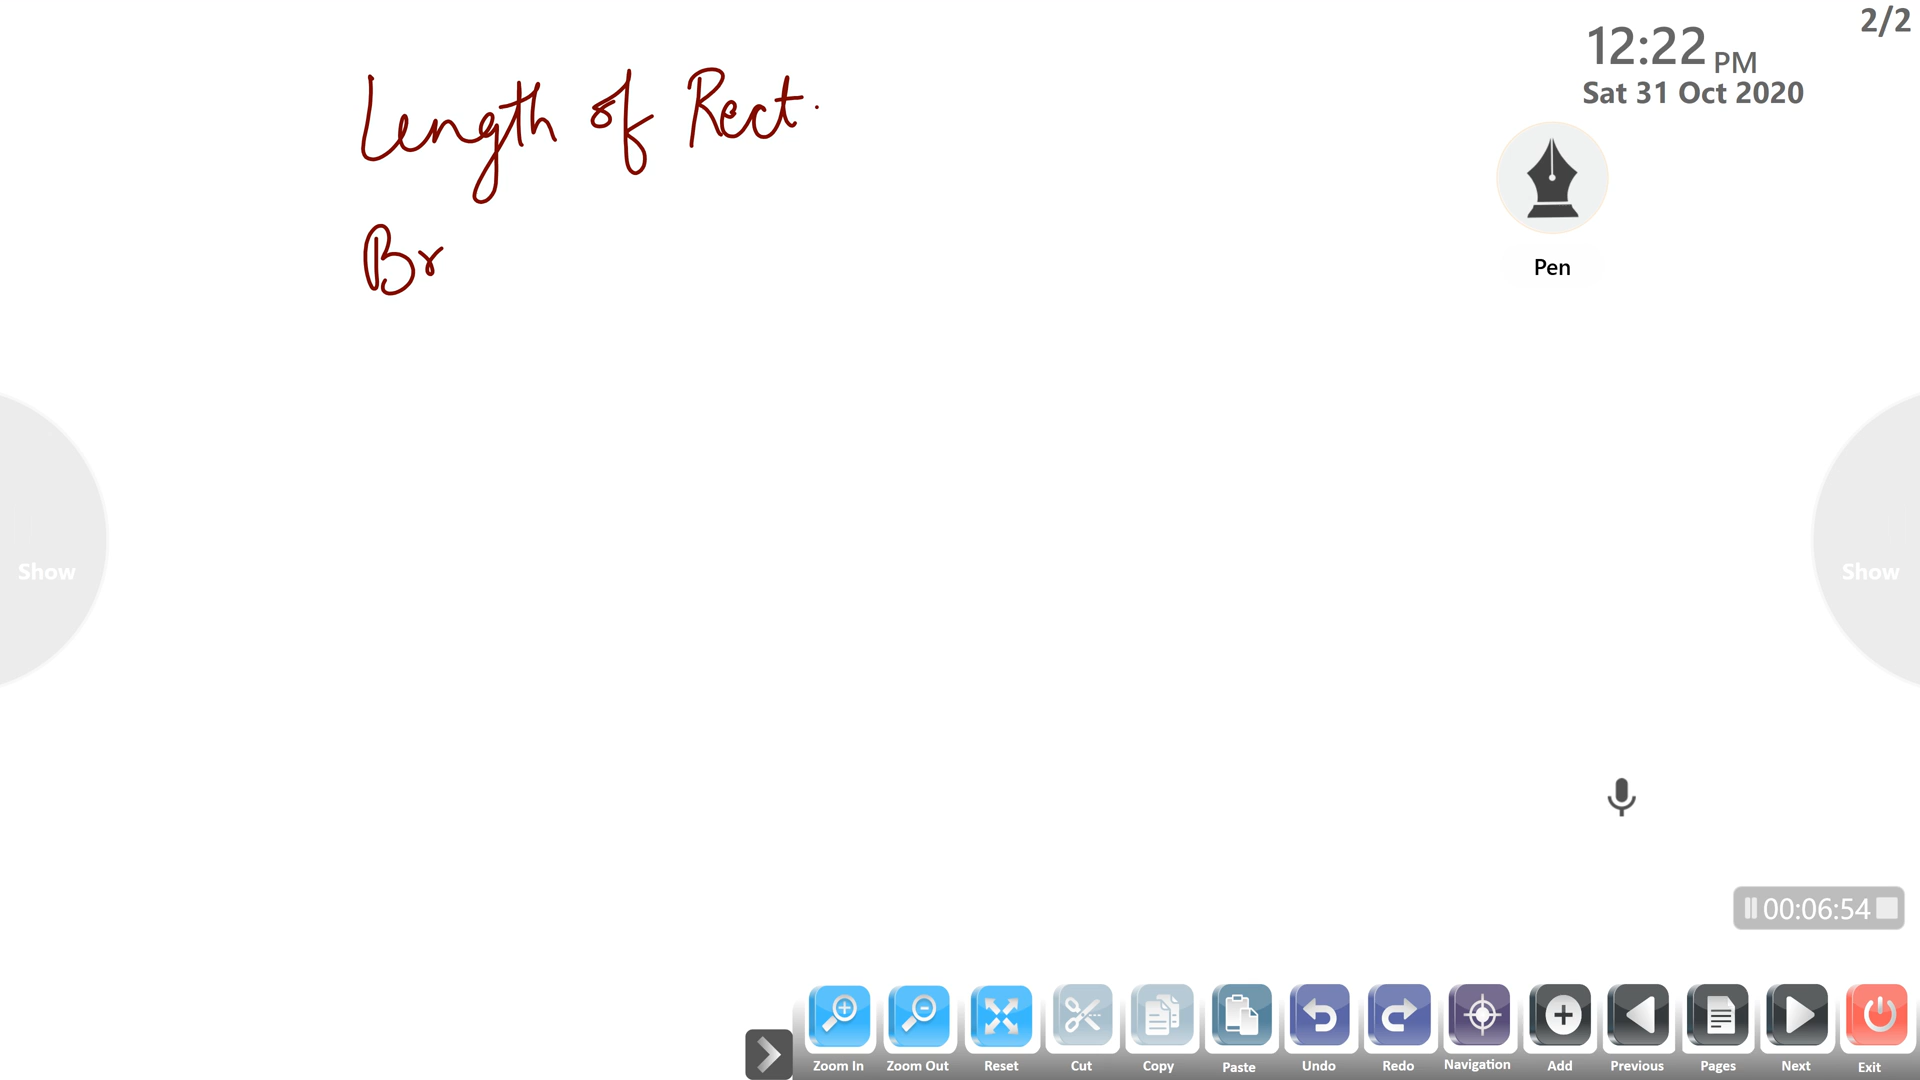 2/2
12:22 PM
Sat 31 Oct 2020
Length of Rect.
Br
Pen
Show
Show
00:06:54
Zoom In
Zoom Out
Reset
Cut
Copy
Paste
Undo
Redo
Navigation
Add
Previous
Pages
Next
Exit